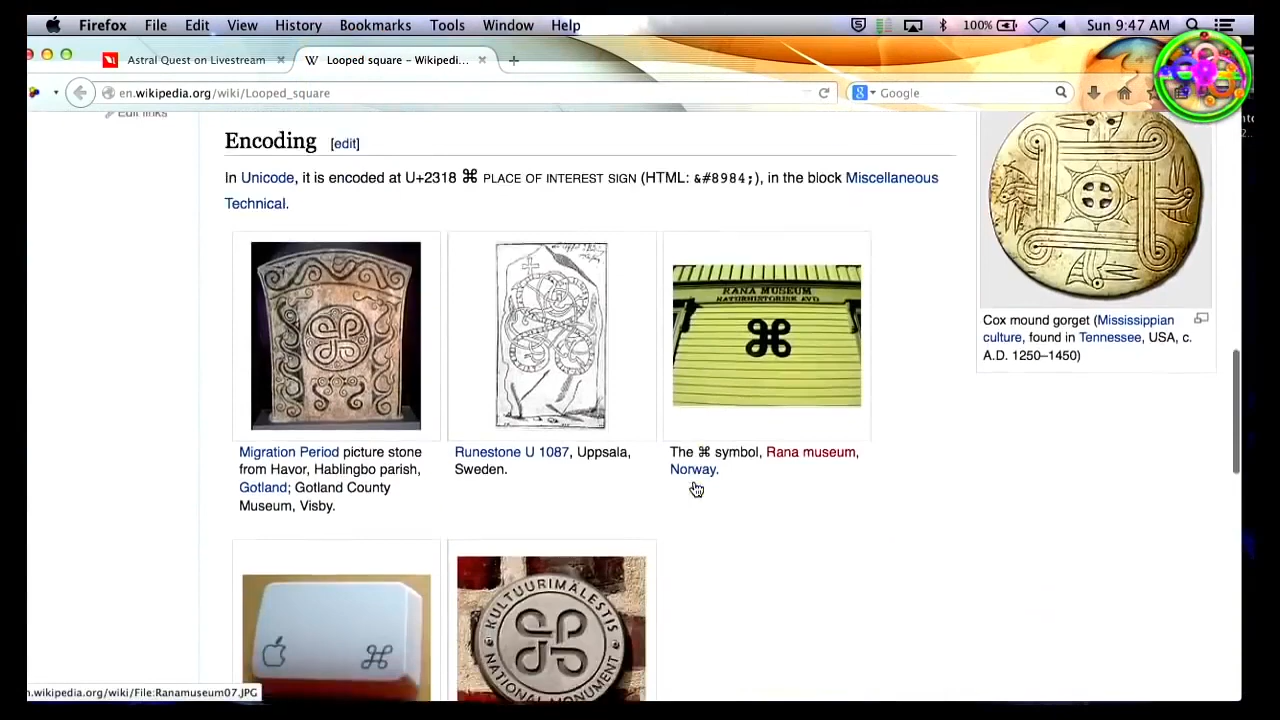 Firefox File Edit View History Bookmarks Tools Window Help 100% Sun 9:47 AM
Astral Quest on Livestream
Looped square – Wikipedi...
en.wikipedia.org/wiki/Looped_square
Google
Edit links
Encoding [edit]
In Unicode, it is encoded at U+2318 ⌘ PLACE OF INTEREST SIGN (HTML: &#8984;), in the block Miscellaneous
Technical.
Cox mound gorget (Mississippian
culture, found in Tennessee, USA, c.
A.D. 1250–1450)
RANA MUSEUM
NATURHISTORISK AVD
Migration Period picture stone
from Havor, Hablingbo parish,
Gotland; Gotland County
Museum, Visby.
Runestone U 1087, Uppsala,
Sweden.
The ⌘ symbol, Rana museum,
Norway.
⌘
KULTUURIMÄLESTIS
NATIONAL MONUMENT
n.wikipedia.org/wiki/File:Ranamuseum07.JPG